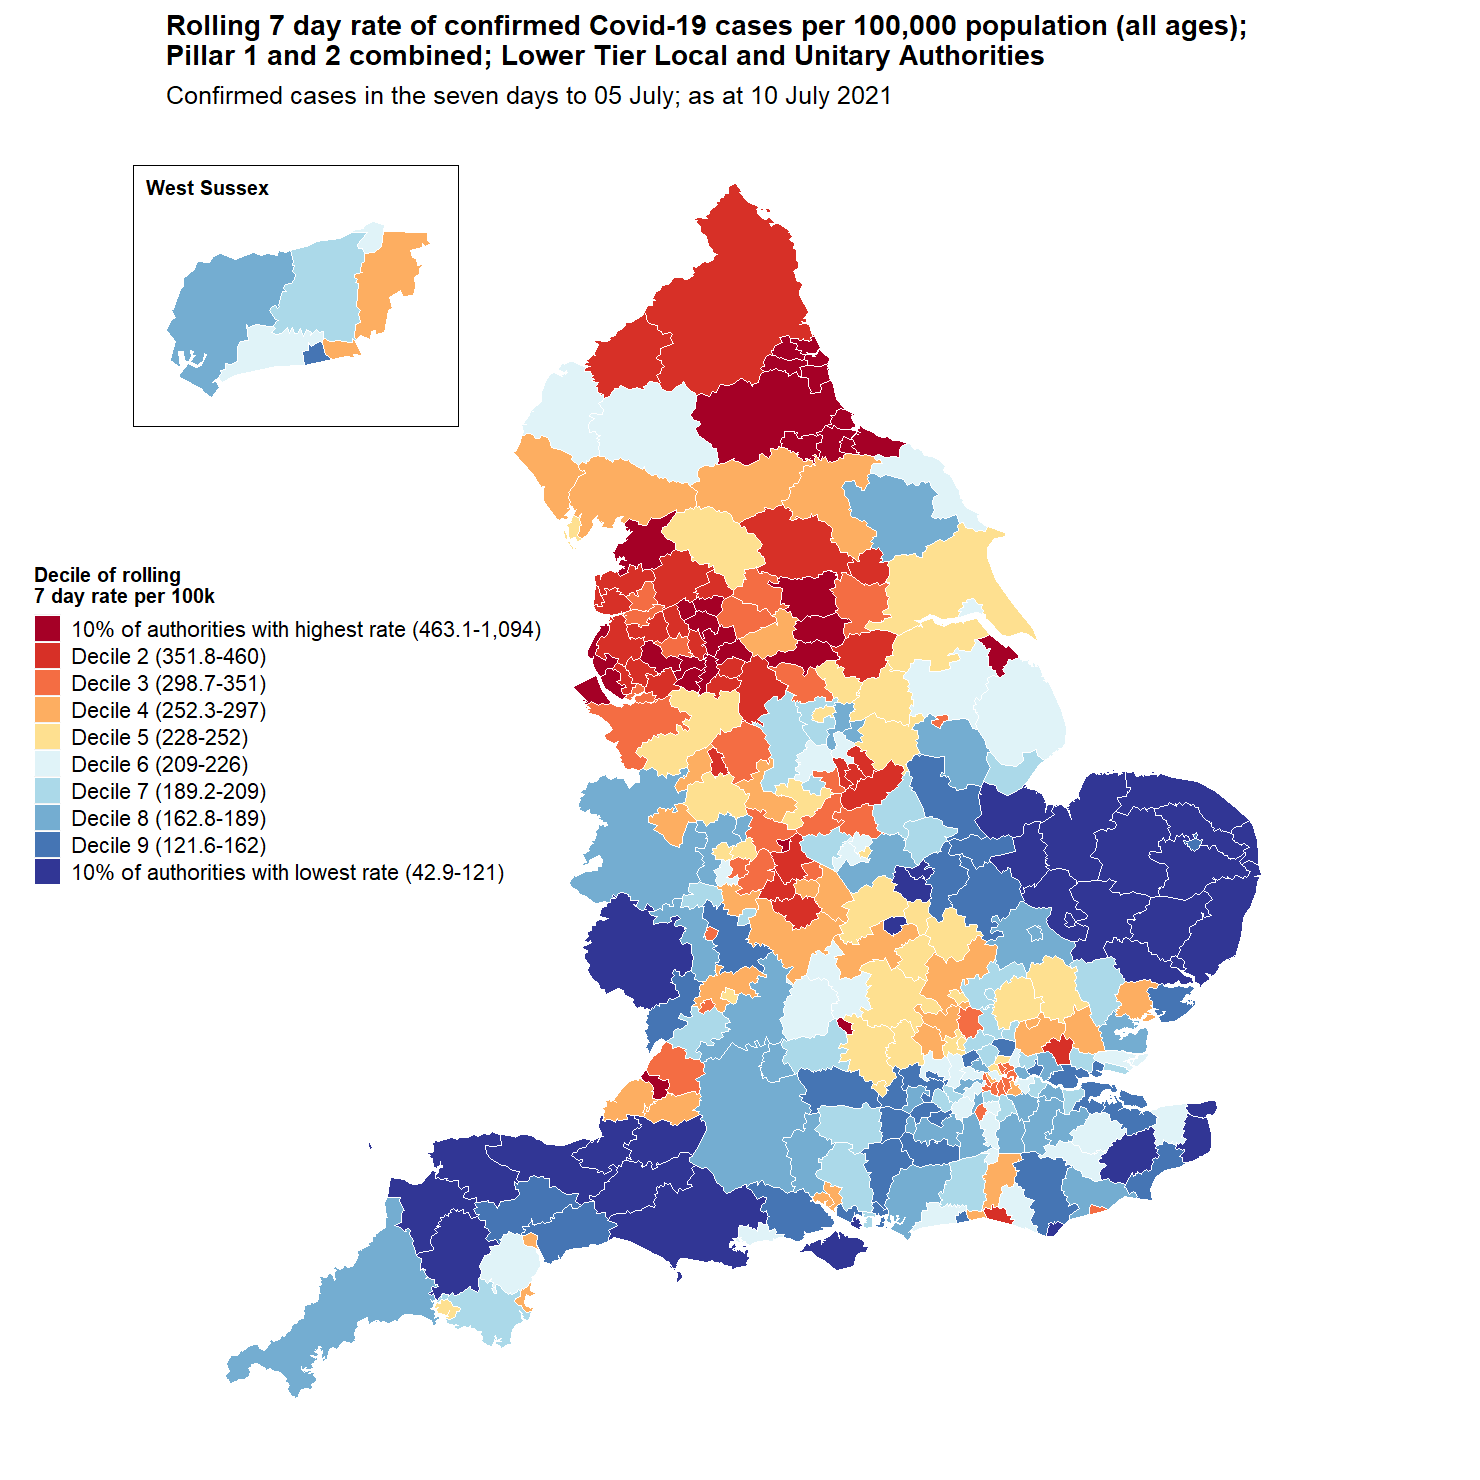 Rolling 7 day rate of confirmed Covid-19 cases per 100,000 population (all ages);
Pillar 1 and 2 combined; Lower Tier Local and Unitary Authorities
Confirmed cases in the seven days to 05 July; as at 10 July 2021
West Sussex
Decile of rolling
7 day rate per 100k
10% of authorities with highest rate (463.1-1,094)
Decile 2 (351.8-460)
Decile 3 (298.7-351)
Decile 4 (252.3-297)
Decile 5 (228-252)
Decile 6 (209-226)
Decile 7 (189.2-209)
Decile 8 (162.8-189)
Decile 9 (121.6-162)
10% of authorities with lowest rate (42.9-121)